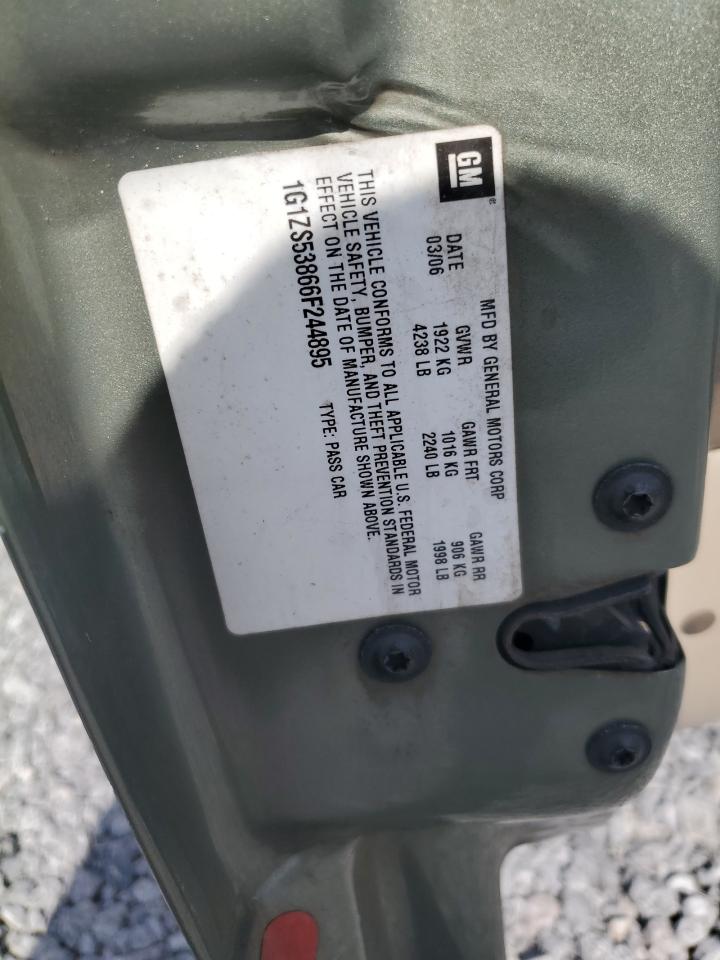 GM
®
MFD BY GENERAL MOTORS CORP
DATE GVWR GAWR FRT GAWR RR
03/06 1922 KG 1016 KG 906 KG
4238 LB 2240 LB 1998 LB
THIS VEHICLE CONFORMS TO ALL APPLICABLE U.S. FEDERAL MOTOR
VEHICLE SAFETY, BUMPER, AND THEFT PREVENTION STANDARDS IN
EFFECT ON THE DATE OF MANUFACTURE SHOWN ABOVE.
1G1ZS53866F244895 TYPE: PASS CAR